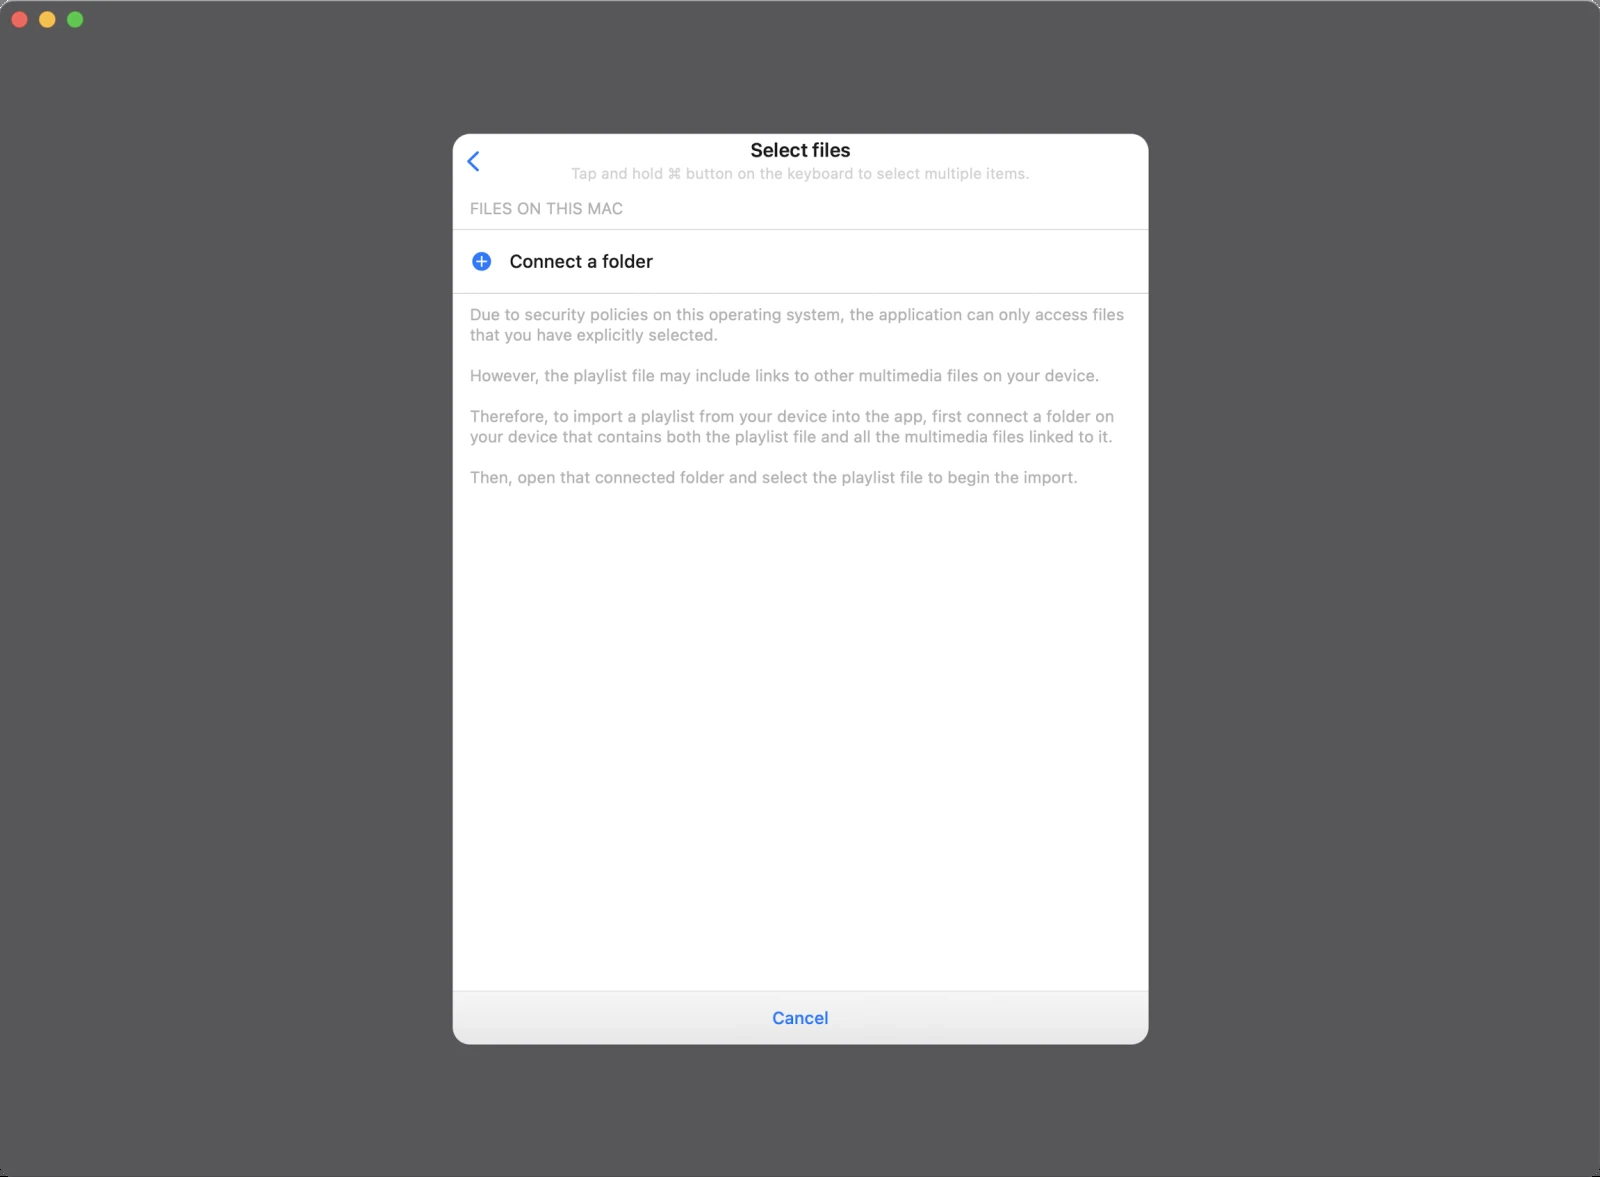 Select files
Tap and hold ⌘ button on the keyboard to select multiple items.
FILES ON THIS MAC
Connect a folder
Due to security policies on this operating system, the application can only access files
that you have explicitly selected.
However, the playlist file may include links to other multimedia files on your device.
Therefore, to import a playlist from your device into the app, first connect a folder on
your device that contains both the playlist file and all the multimedia files linked to it.
Then, open that connected folder and select the playlist file to begin the import.
Cancel